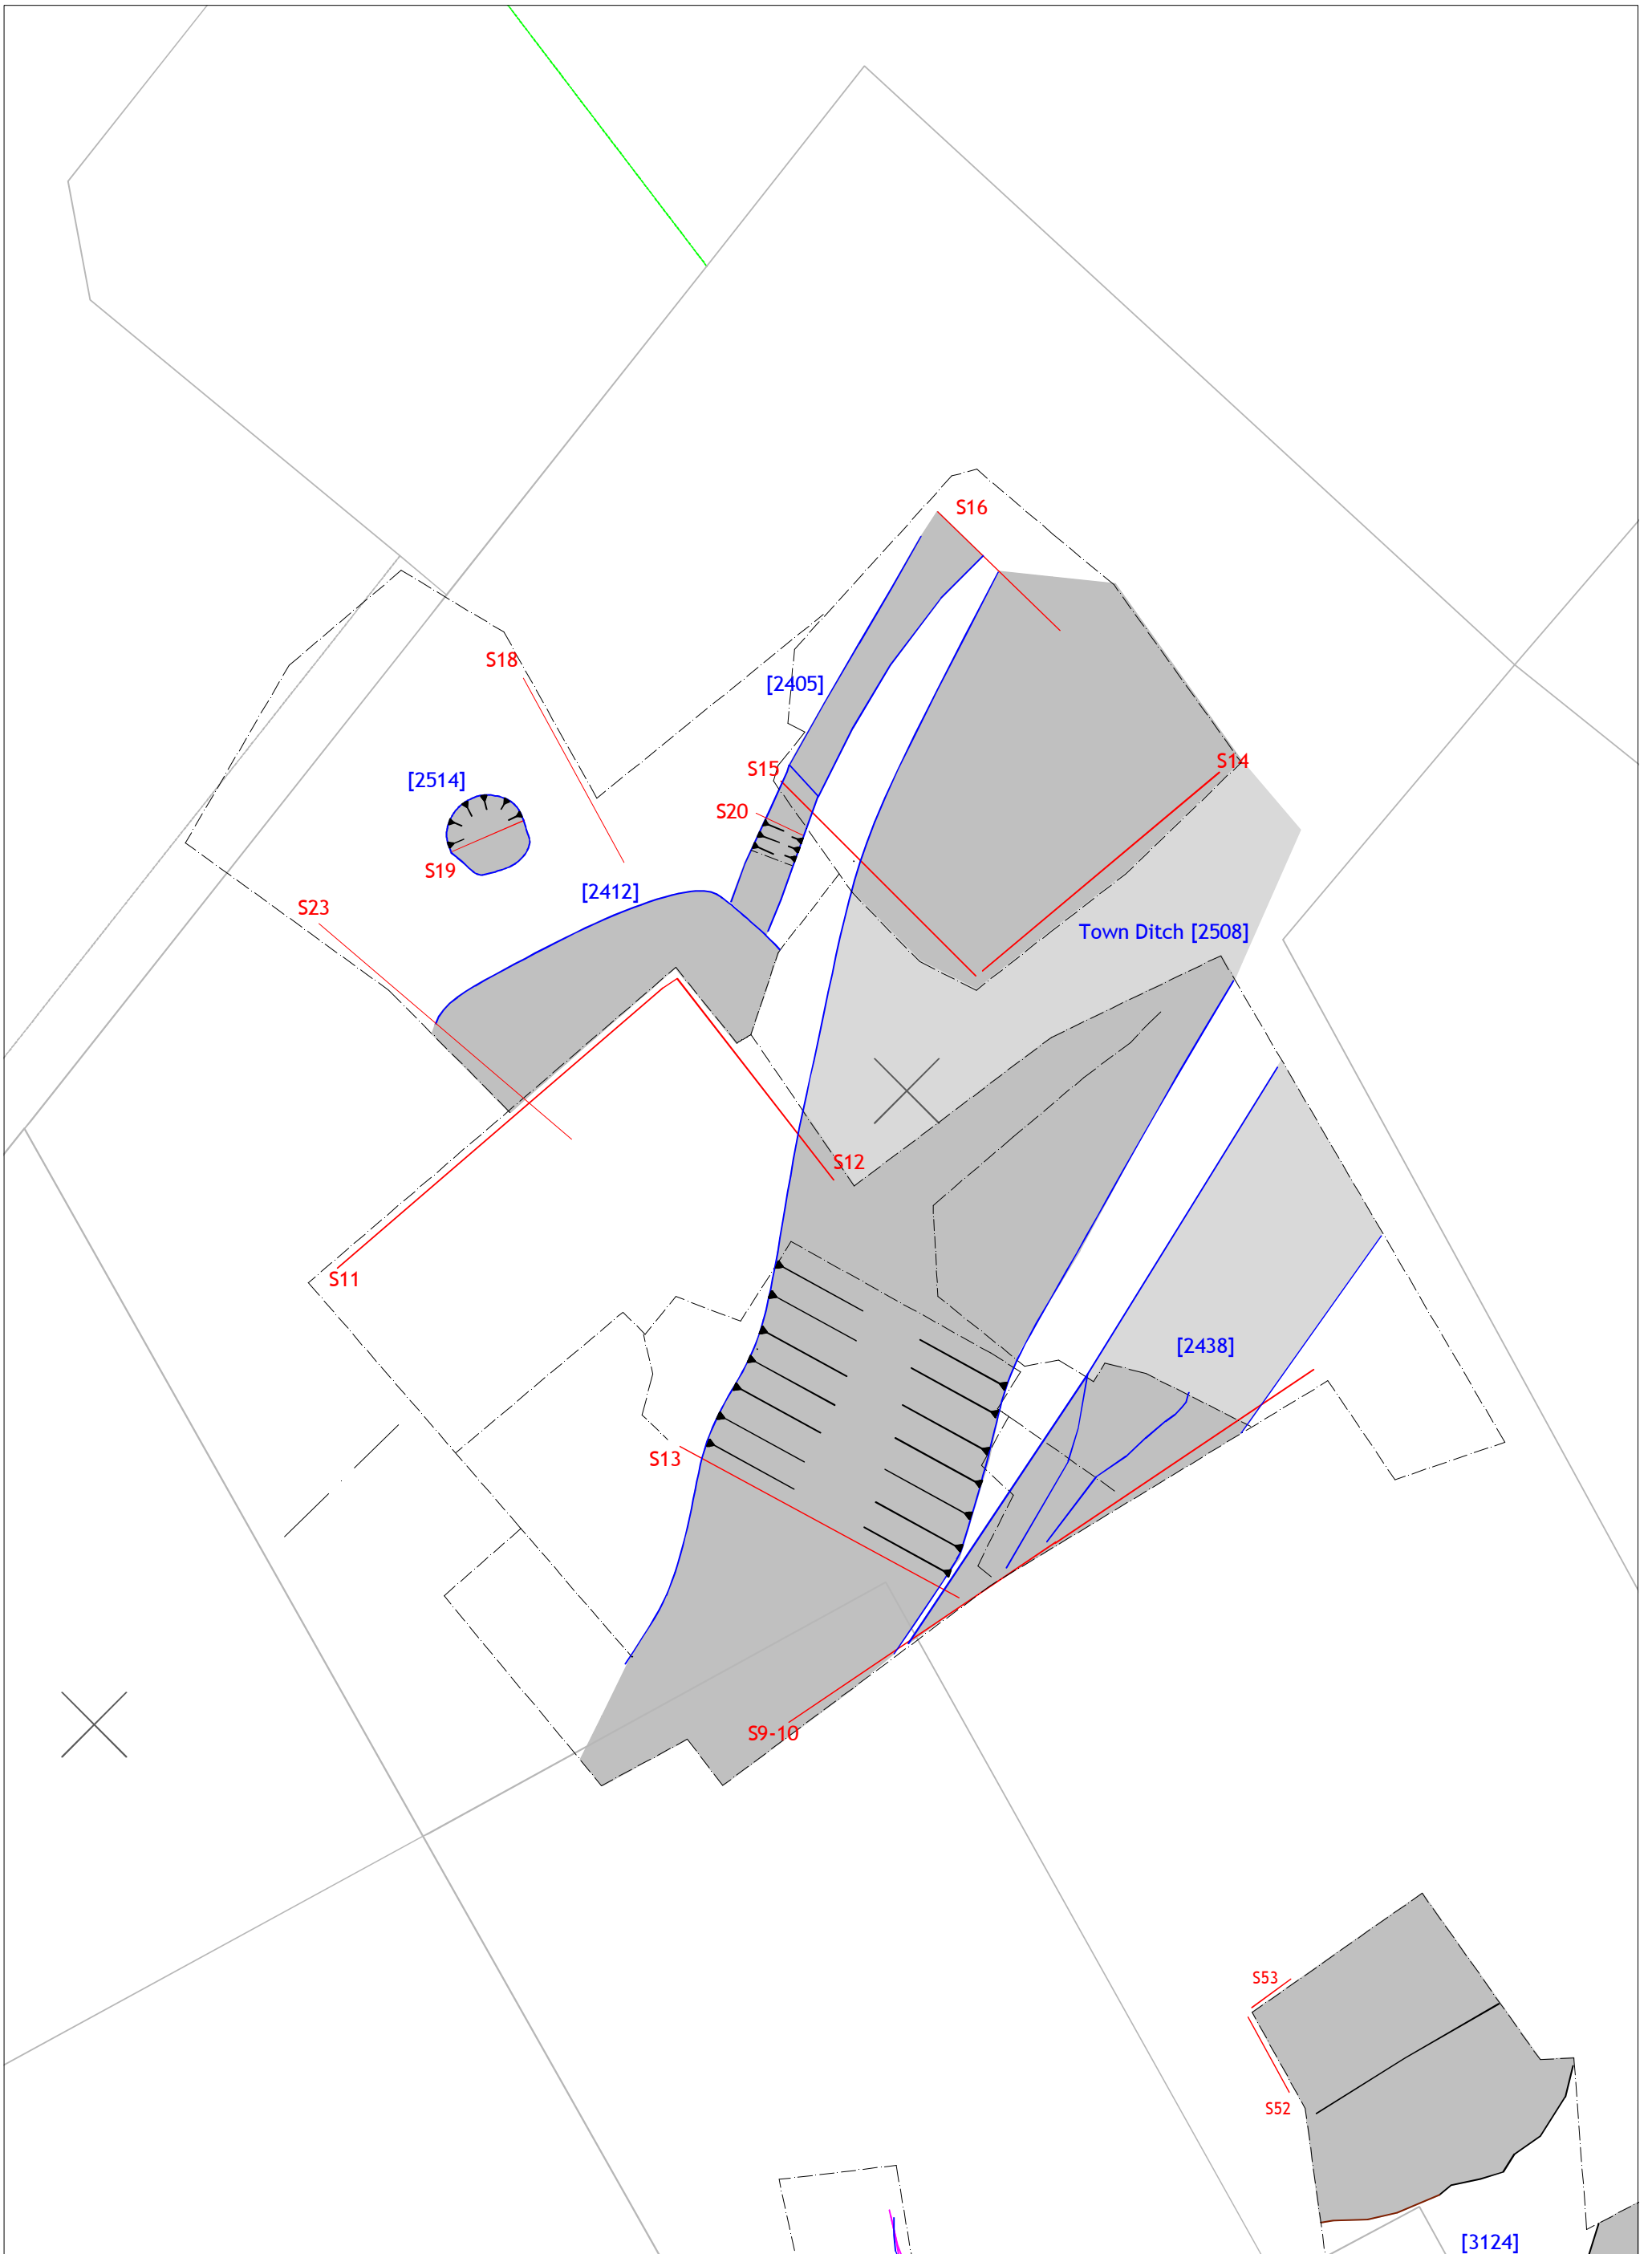 S16
S18
[2405]
S14
S15
[2514]
S20
S19
[2412]
S23
Town Ditch [2508]
S12
S11
[2438]
S13
S9-10
S53
S52
[3124]